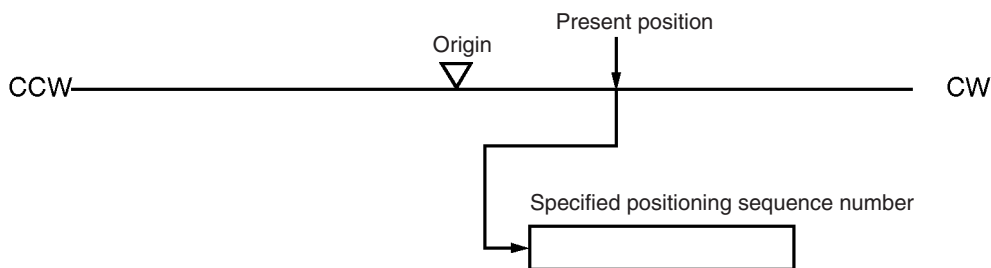 Present position
Origin
CCW
CW
Specified positioning sequence number